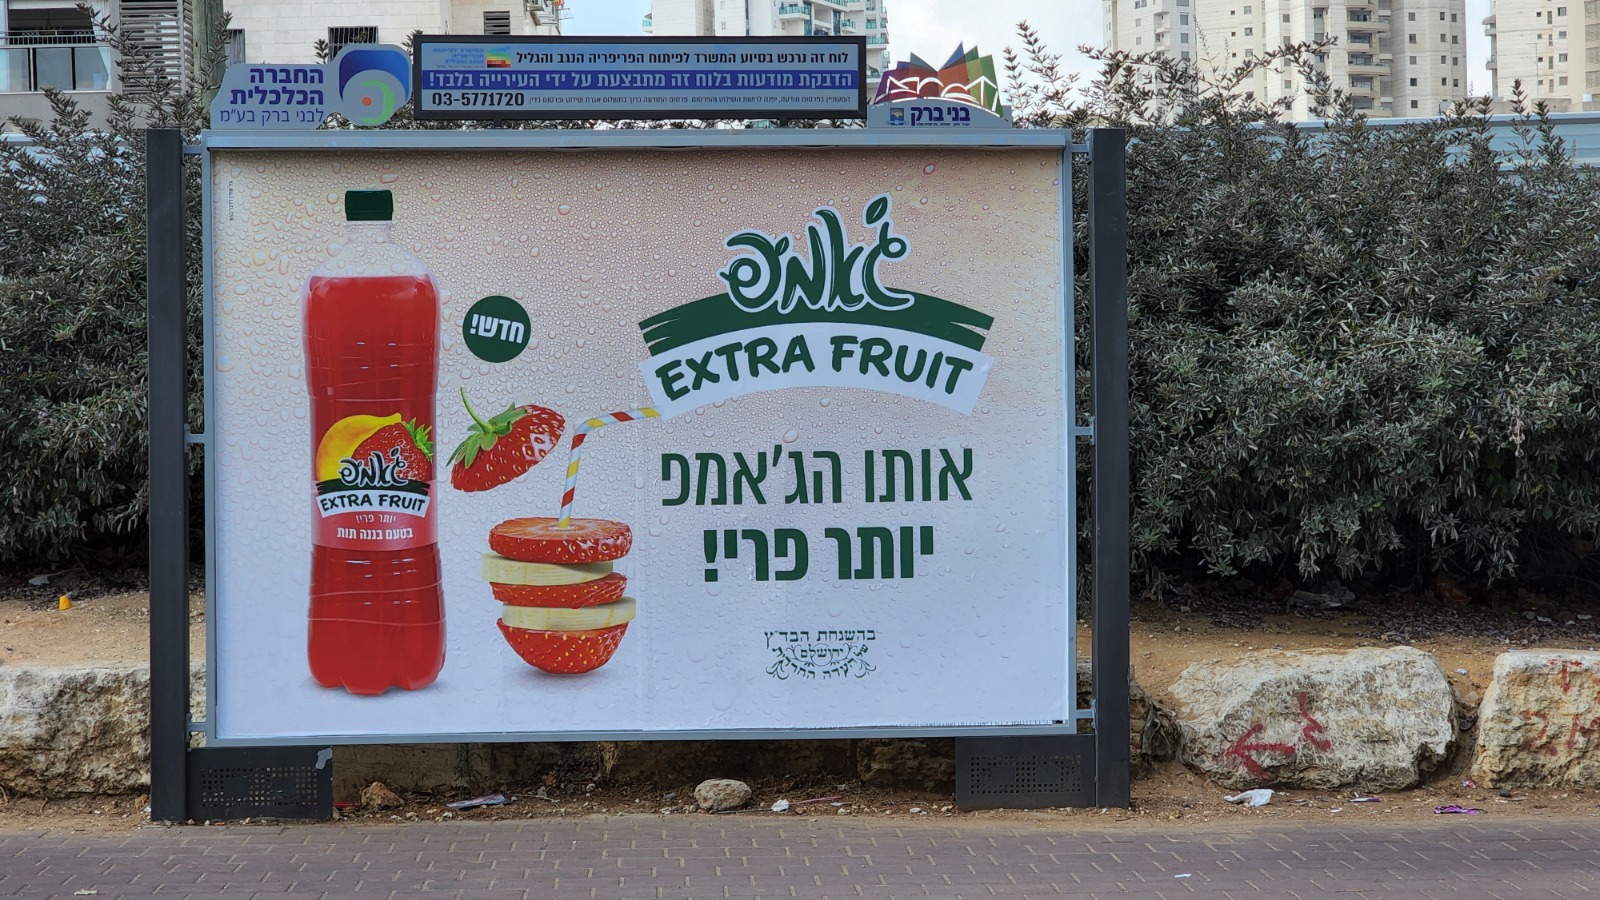 החברה
הכלכלית
לבני ברק בע"מ
לוח זה נרכש בסיוע המשרד לפיתוח הפריפריה הנגב והגליל
הדבקת מודעות בלוח זה מתבצעת על ידי העירייה בלבד!
03-5771720
בני ברק
ג'אמפ
EXTRA FRUIT
חדש!
אותו הג'אמפ
יותר פרי!
ג'אמפ
EXTRA FRUIT
יותר פרי!
בטעם בננה תות
בהשגחת הבד"ץ
ירושלם